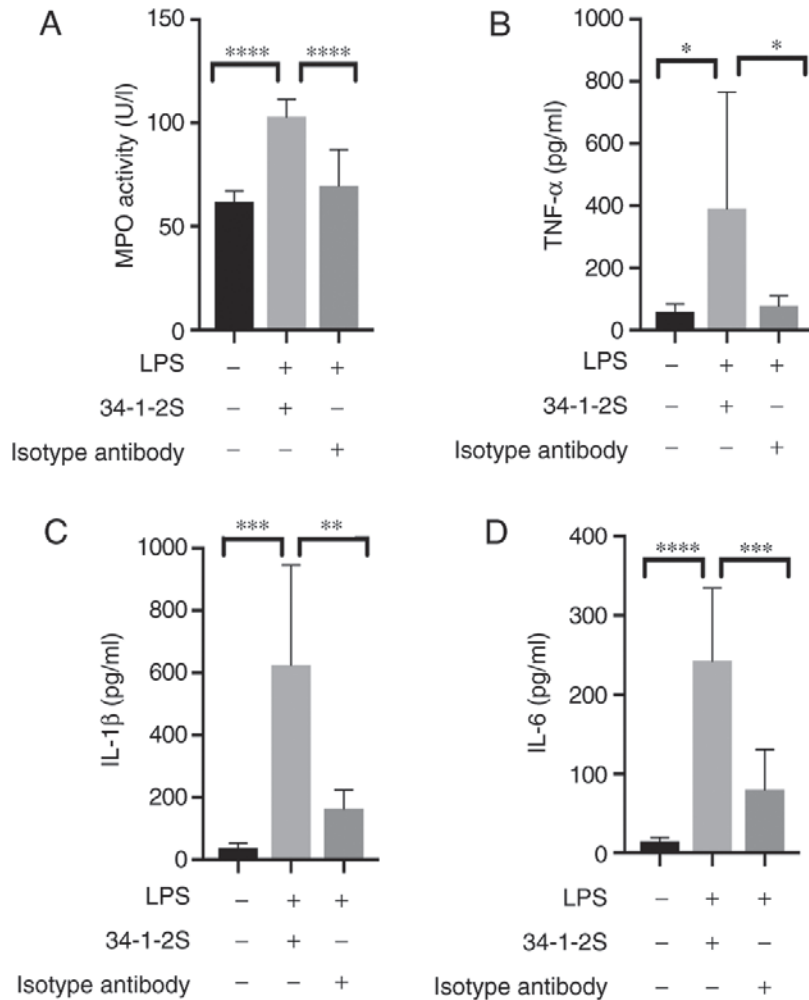 A
MPO activity (U/l)
150
100
50
0
**** ****
LPS − + +
34-1-2S − + −
Isotype antibody − − +
B
TNF-α (pg/ml)
1000
800
600
400
200
0
* *
LPS − + +
34-1-2S − + −
Isotype antibody − − +
C
IL-1β (pg/ml)
1000
800
600
400
200
0
*** **
LPS − + +
34-1-2S − + −
Isotype antibody − − +
D
IL-6 (pg/ml)
400
300
200
100
0
**** ***
LPS − + +
34-1-2S − + −
Isotype antibody − − +